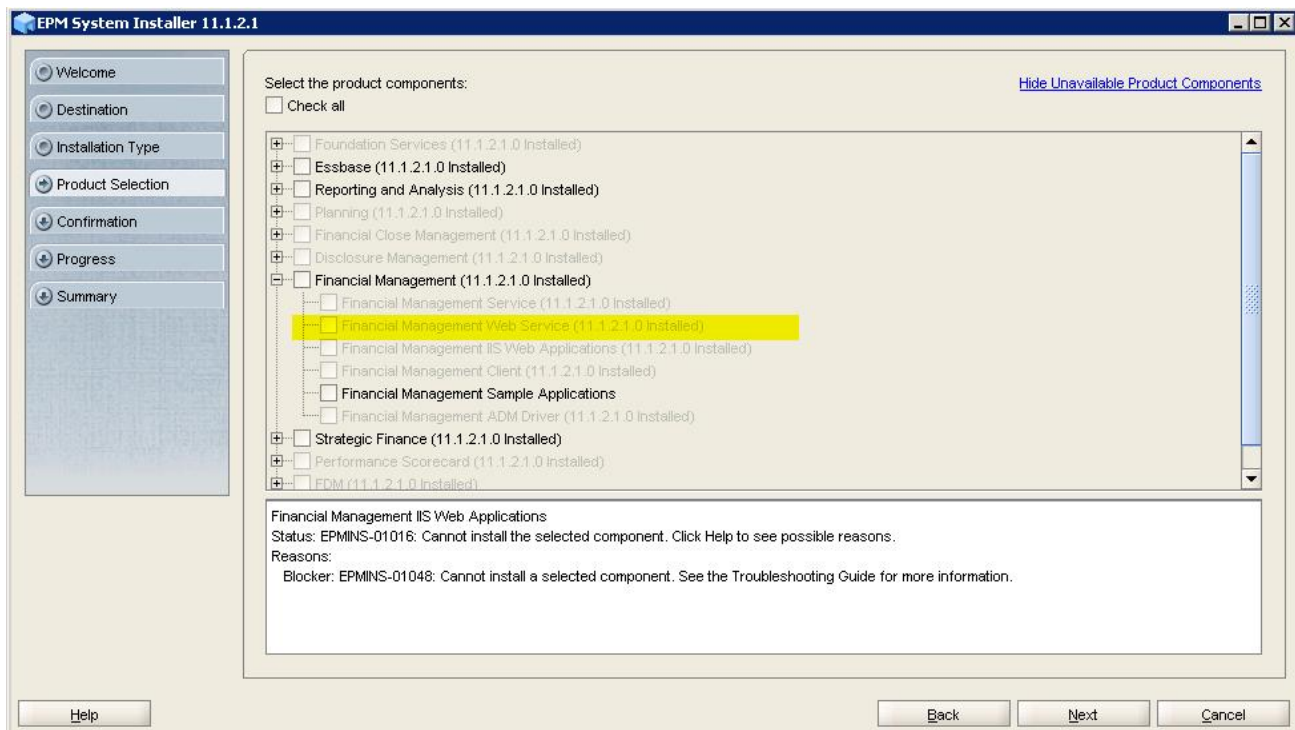 EPM System Installer 11.1.2.1
Welcome
Destination
Installation Type
Product Selection
Confirmation
Progress
Summary
Select the product components:
Hide Unavailable Product Components
Check all
Foundation Services (11.1.2.1.0 Installed)
Essbase (11.1.2.1.0 Installed)
Reporting and Analysis (11.1.2.1.0 Installed)
Planning (11.1.2.1.0 Installed)
Financial Close Management (11.1.2.1.0 Installed)
Disclosure Management (11.1.2.1.0 Installed)
Financial Management (11.1.2.1.0 Installed)
Financial Management Service (11.1.2.1.0 Installed)
Financial Management Web Service (11.1.2.1.0 Installed)
Financial Management IIS Web Applications (11.1.2.1.0 Installed)
Financial Management Client (11.1.2.1.0 Installed)
Financial Management Sample Applications
Financial Management ADM Driver (11.1.2.1.0 Installed)
Strategic Finance (11.1.2.1.0 Installed)
Performance Scorecard (11.1.2.1.0 Installed)
FDM (11.1.2.1.0 Installed)
Financial Management IIS Web Applications
Status: EPMINS-01016: Cannot install the selected component. Click Help to see possible reasons.
Reasons:
Blocker: EPMINS-01048: Cannot install a selected component. See the Troubleshooting Guide for more information.
Help
Back
Next
Cancel